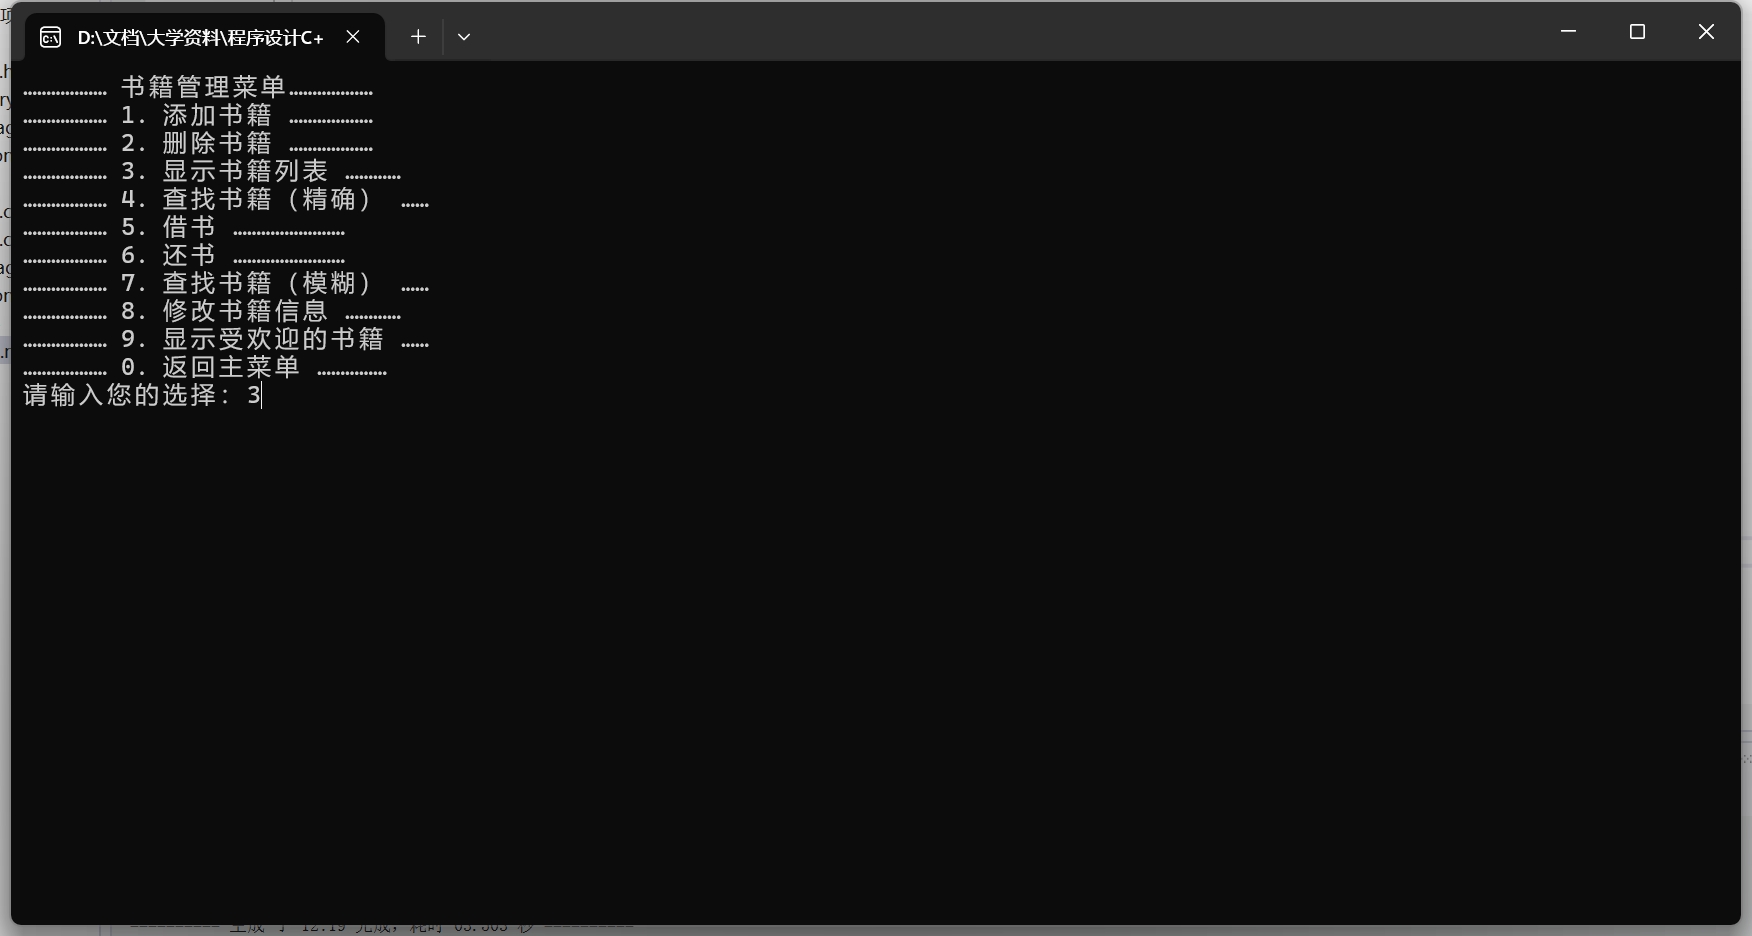 D:\文档\大学资料\程序设计C+
……………… 书籍管理菜单………………
……………… 1. 添加书籍 ………………
……………… 2. 删除书籍 ………………
……………… 3. 显示书籍列表 …………
……………… 4. 查找书籍（精确） ……
……………… 5. 借书 ……………………
……………… 6. 还书 ……………………
……………… 7. 查找书籍（模糊） ……
……………… 8. 修改书籍信息 …………
……………… 9. 显示受欢迎的书籍 ……
……………… 0. 返回主菜单 ……………
请输入您的选择：3